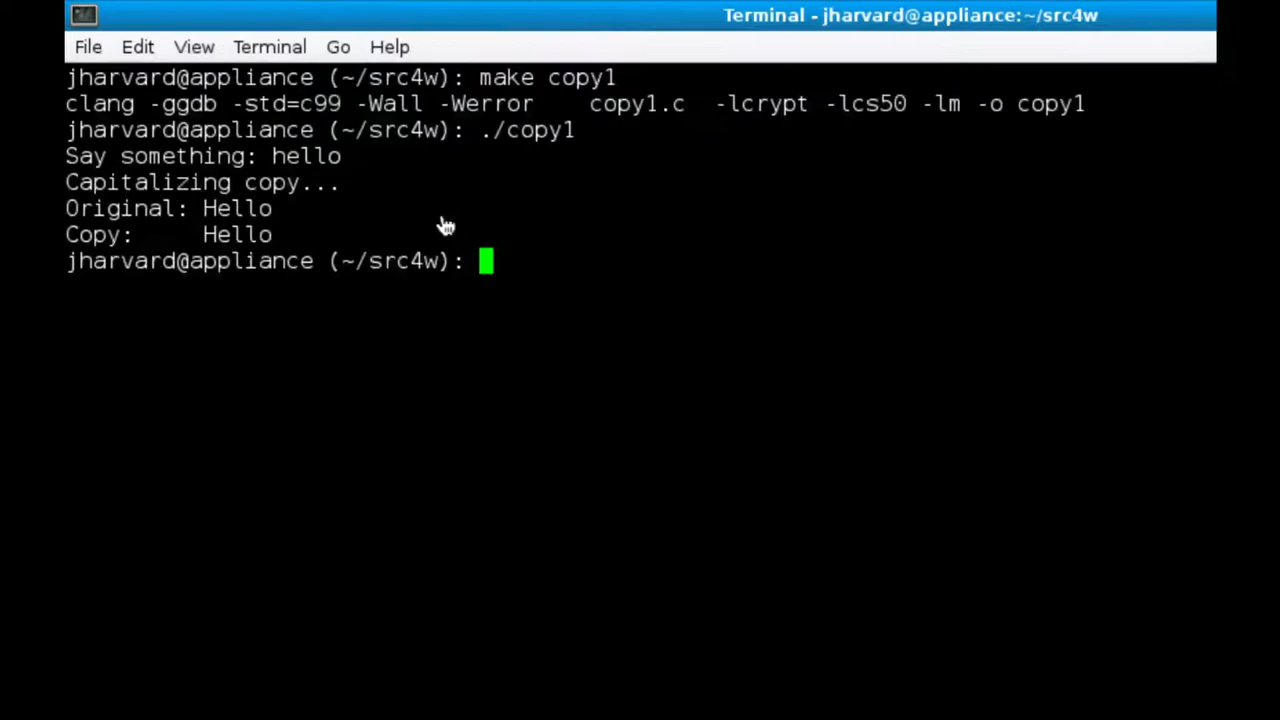 Terminal - jharvard@appliance:~/src4w
File Edit View Terminal Go Help
jharvard@appliance (~/src4w): make copy1
clang -ggdb -std=c99 -Wall -Werror    copy1.c  -lcrypt -lcs50 -lm -o copy1
jharvard@appliance (~/src4w): ./copy1
Say something: hello
Capitalizing copy...
Original: Hello
Copy:     Hello
jharvard@appliance (~/src4w):